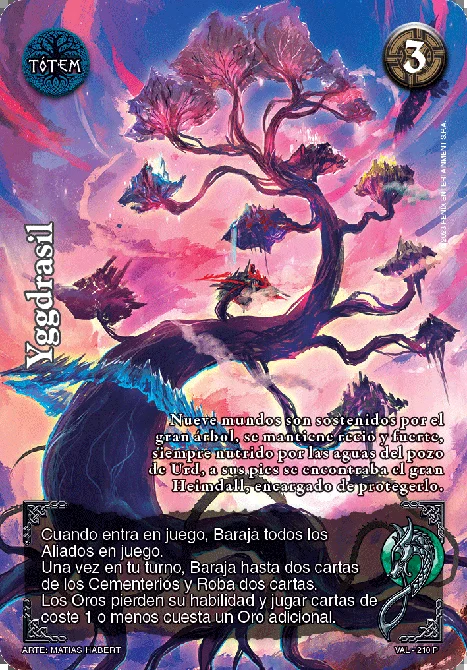 TÓTEM
3
©2023 FENIX ENTERTAINMENT S.P.A.
Yggdrasil
Nueve mundos son sostenidos por el
gran árbol, se mantiene recio y fuerte,
siempre nutrido por las aguas del pozo
de Urd, a sus pies se encontraba el gran
Heimdall, encargado de protegerlo.
Cuando entra en juego, Baraja todos los
Aliados en juego.
Una vez en tu turno, Baraja hasta dos cartas
de los Cementerios y Roba dos cartas.
Los Oros pierden su habilidad y jugar cartas de
coste 1 o menos cuesta un Oro adicional.
ARTE: MATIAS HABERT
VAL - 210 F